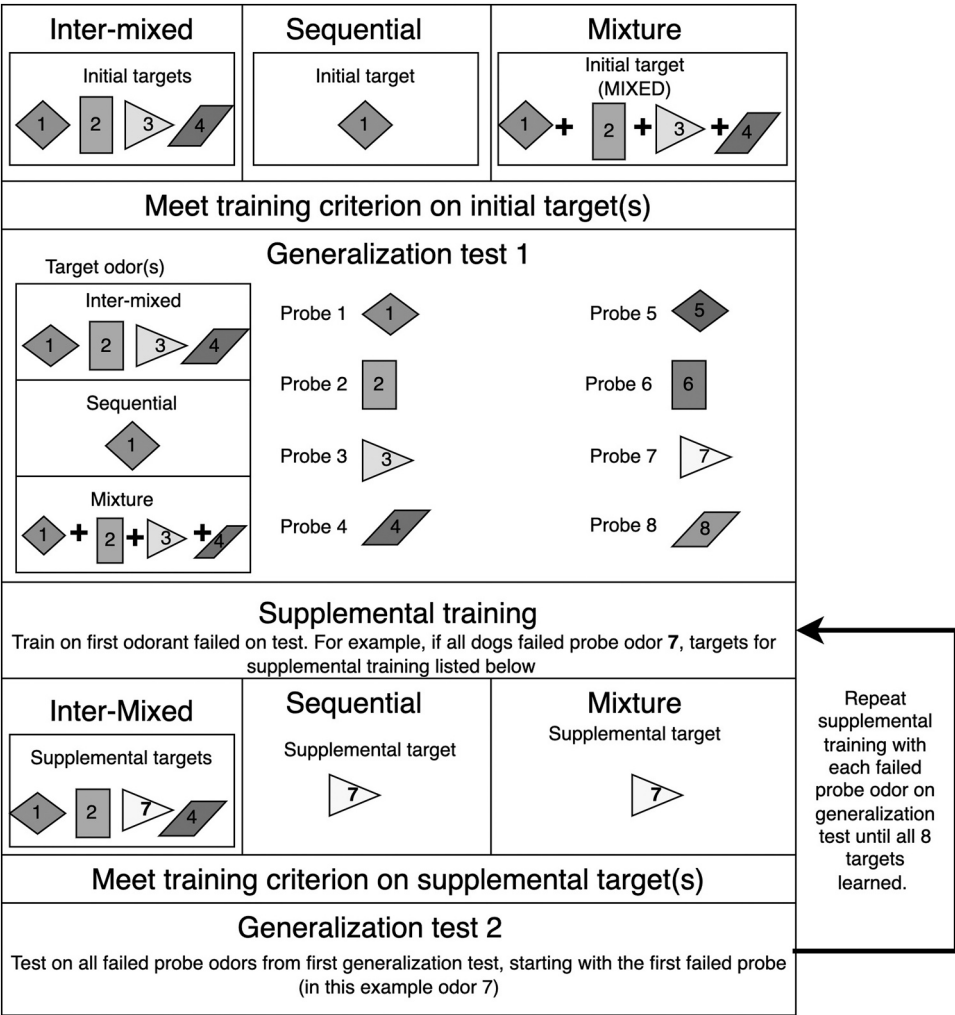 Inter-mixed
Initial targets
1 2 3 4
Sequential
Initial target
1
Mixture
Initial target
(MIXED)
1 + 2 + 3 + 4
Meet training criterion on initial target(s)
Generalization test 1
Target odor(s)
Inter-mixed
1 2 3 4
Sequential
1
Mixture
1 + 2 + 3 + 4
Probe 1 1
Probe 2 2
Probe 3 3
Probe 4 4
Probe 5 5
Probe 6 6
Probe 7 7
Probe 8 8
Supplemental training
Train on first odorant failed on test. For example, if all dogs failed probe odor 7, targets for
supplemental training listed below
Inter-Mixed
Supplemental targets
1 2 7 4
Sequential
Supplemental target
7
Mixture
Supplemental target
7
Meet training criterion on supplemental target(s)
Generalization test 2
Test on all failed probe odors from first generalization test, starting with the first failed probe
(in this example odor 7)
Repeat
supplemental
training with
each failed
probe odor on
generalization
test until all 8
targets
learned.